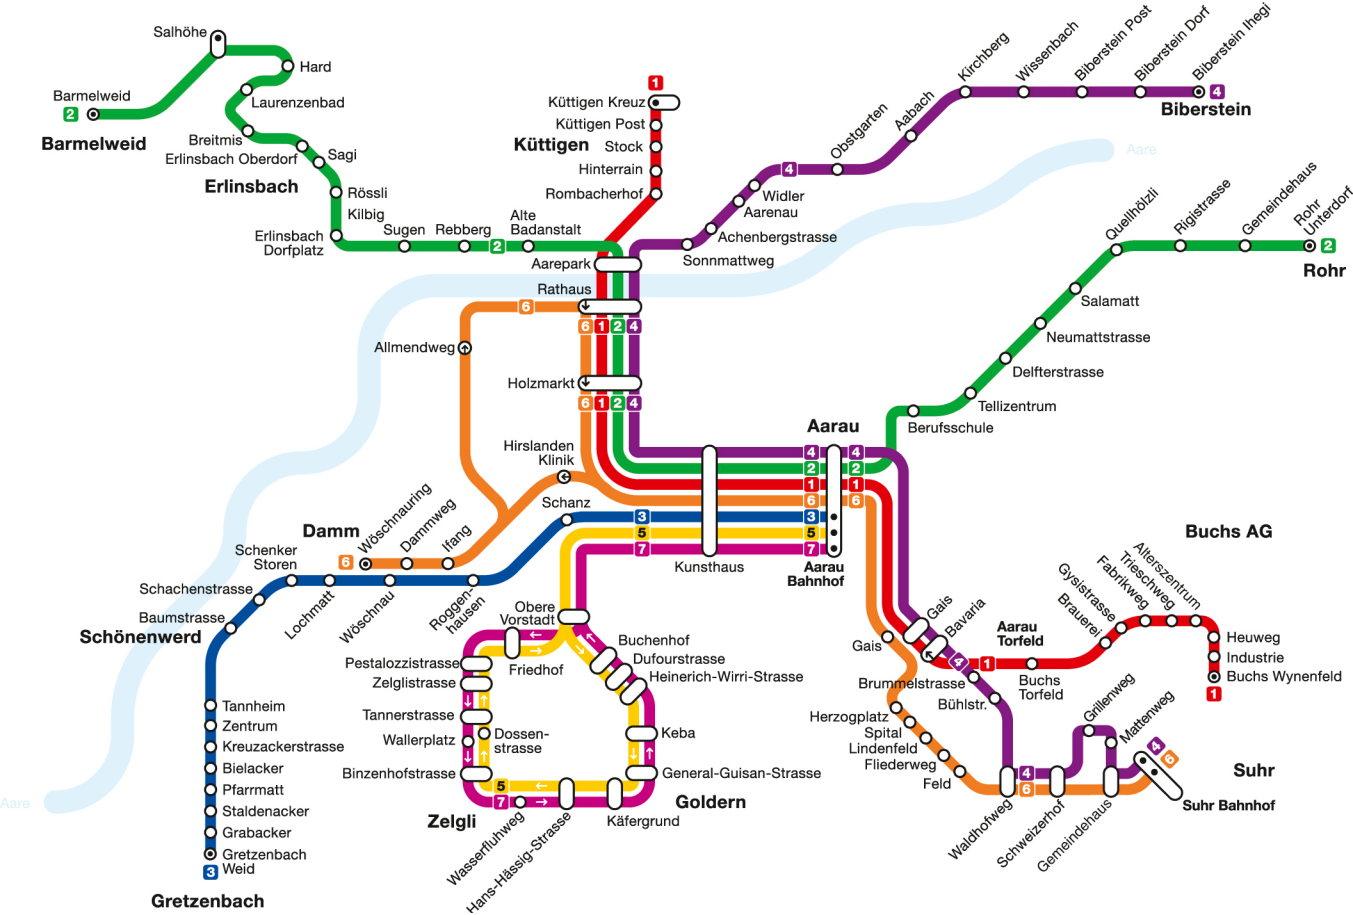 Salhöhe
Hard
Barmelweid
2
Barmelweid
Laurenzenbad
Breitmis
Erlinsbach Oberdorf
Sagi
Erlinsbach
Rössli
Kilbig
Erlinsbach
Dorfplatz
Sugen
Rebberg
2
Alte
Badanstalt
1
Küttigen Kreuz
Küttigen Post
Küttigen
Stock
Hinterrain
Rombacherhof
Kirchberg
Wissenbach
Biberstein Post
Biberstein Dorf
Biberstein Ihegi
4
Biberstein
Aabach
Obstgarten
4
Widler
Aarenau
Achenbergstrasse
Sonnmattweg
Aare
Quellhölzli
Rigistrasse
Gemeindehaus
Rohr
Unterdorf
2
Rohr
Salamatt
Neumattstrasse
Delfterstrasse
Tellizentrum
Berufsschule
Aarepark
Rathaus
6
6 1 2 4
Allmendweg
Holzmarkt
6 1 2 4
Hirslanden
Klinik
Aarau
4 4
2 2
1 1
6 6
3 3
5 5
7 7
Kunsthaus
Aarau
Bahnhof
Schanz
Damm
6
Wöschnauring
Dammweg
Ifang
Schenker
Storen
Schachenstrasse
Baumstrasse
Schönenwerd
Lochmatt
Wöschnau
Roggen-
hausen
Tannheim
Zentrum
Kreuzackerstrasse
Bielacker
Pfarrmatt
Staldenacker
Grabacker
Gretzenbach
Weid
3
Gretzenbach
Aare
Obere
Vorstadt
Friedhof
Pestalozzistrasse
Zelglistrasse
Tannerstrasse
Wallerplatz
Dossen-
strasse
Binzenhofstrasse
5
7
Zelgli
Wasserfluhweg
Hans-Hässig-Strasse
Käfergrund
Goldern
General-Guisan-Strasse
Keba
Heinerich-Wirri-Strasse
Dufourstrasse
Buchenhof
Gais
Gais
Bavaria
4
1
Aarau
Torfeld
Buchs
Torfeld
Brauerei
Gysistrasse
Fabrikweg
Trieschweg
Alterszentrum
Buchs AG
Heuweg
Industrie
Buchs Wynenfeld
1
Brummelstrasse
Bühlstr.
Herzogplatz
Spital
Lindenfeld
Fliederweg
Feld
4
6
Waldhofweg
Schweizerhof
Gemeindehaus
Grillenweg
Mattenweg
4
6
Suhr
Suhr Bahnhof